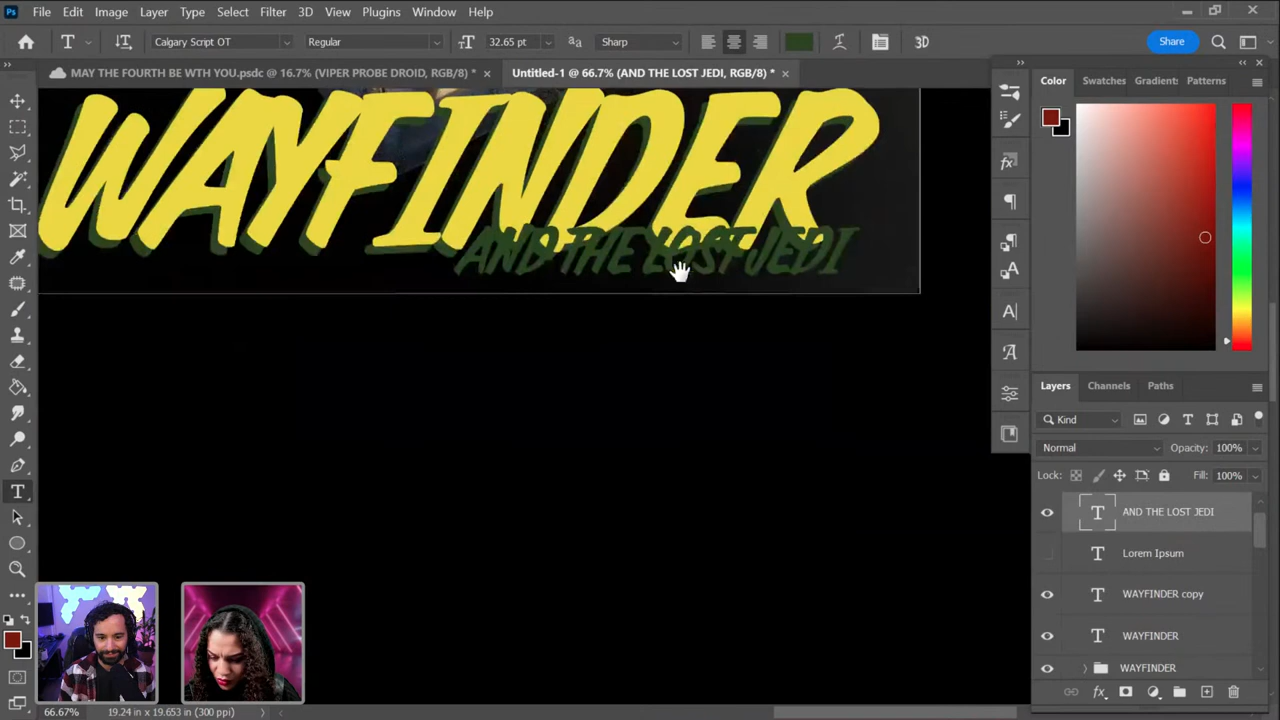 Ps File Edit Image Layer Type Select Filter 3D View Plugins Window Help
T Calgary Script OT Regular 32.65 pt Sharp 3D Share
MAY THE FOURTH BE WTH YOU.psdc @ 16.7% (VIPER PROBE DROID, RGB/8) * × Untitled-1 @ 66.7% (AND THE LOST JEDI, RGB/8) * ×
Color Swatches Gradient: Patterns
WAYFINDER
AND THE LOST JEDI
Layers Channels Paths
Kind
Normal Opacity: 100%
Lock: Fill: 100%
T AND THE LOST JEDI
T Lorem Ipsum
T WAYFINDER copy
T WAYFINDER
WAYFINDER
66.67% 19.24 in x 19.653 in (300 ppi)